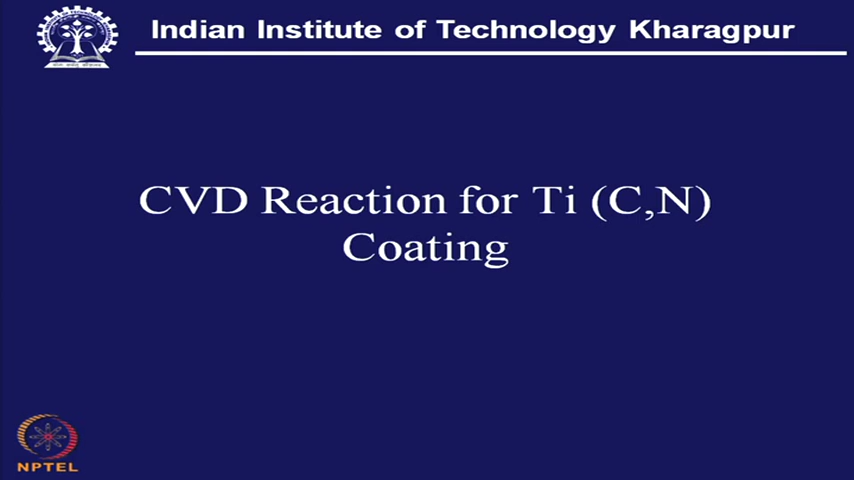 Indian Institute of Technology Kharagpur
CVD Reaction for Ti (C,N)
Coating
NPTEL